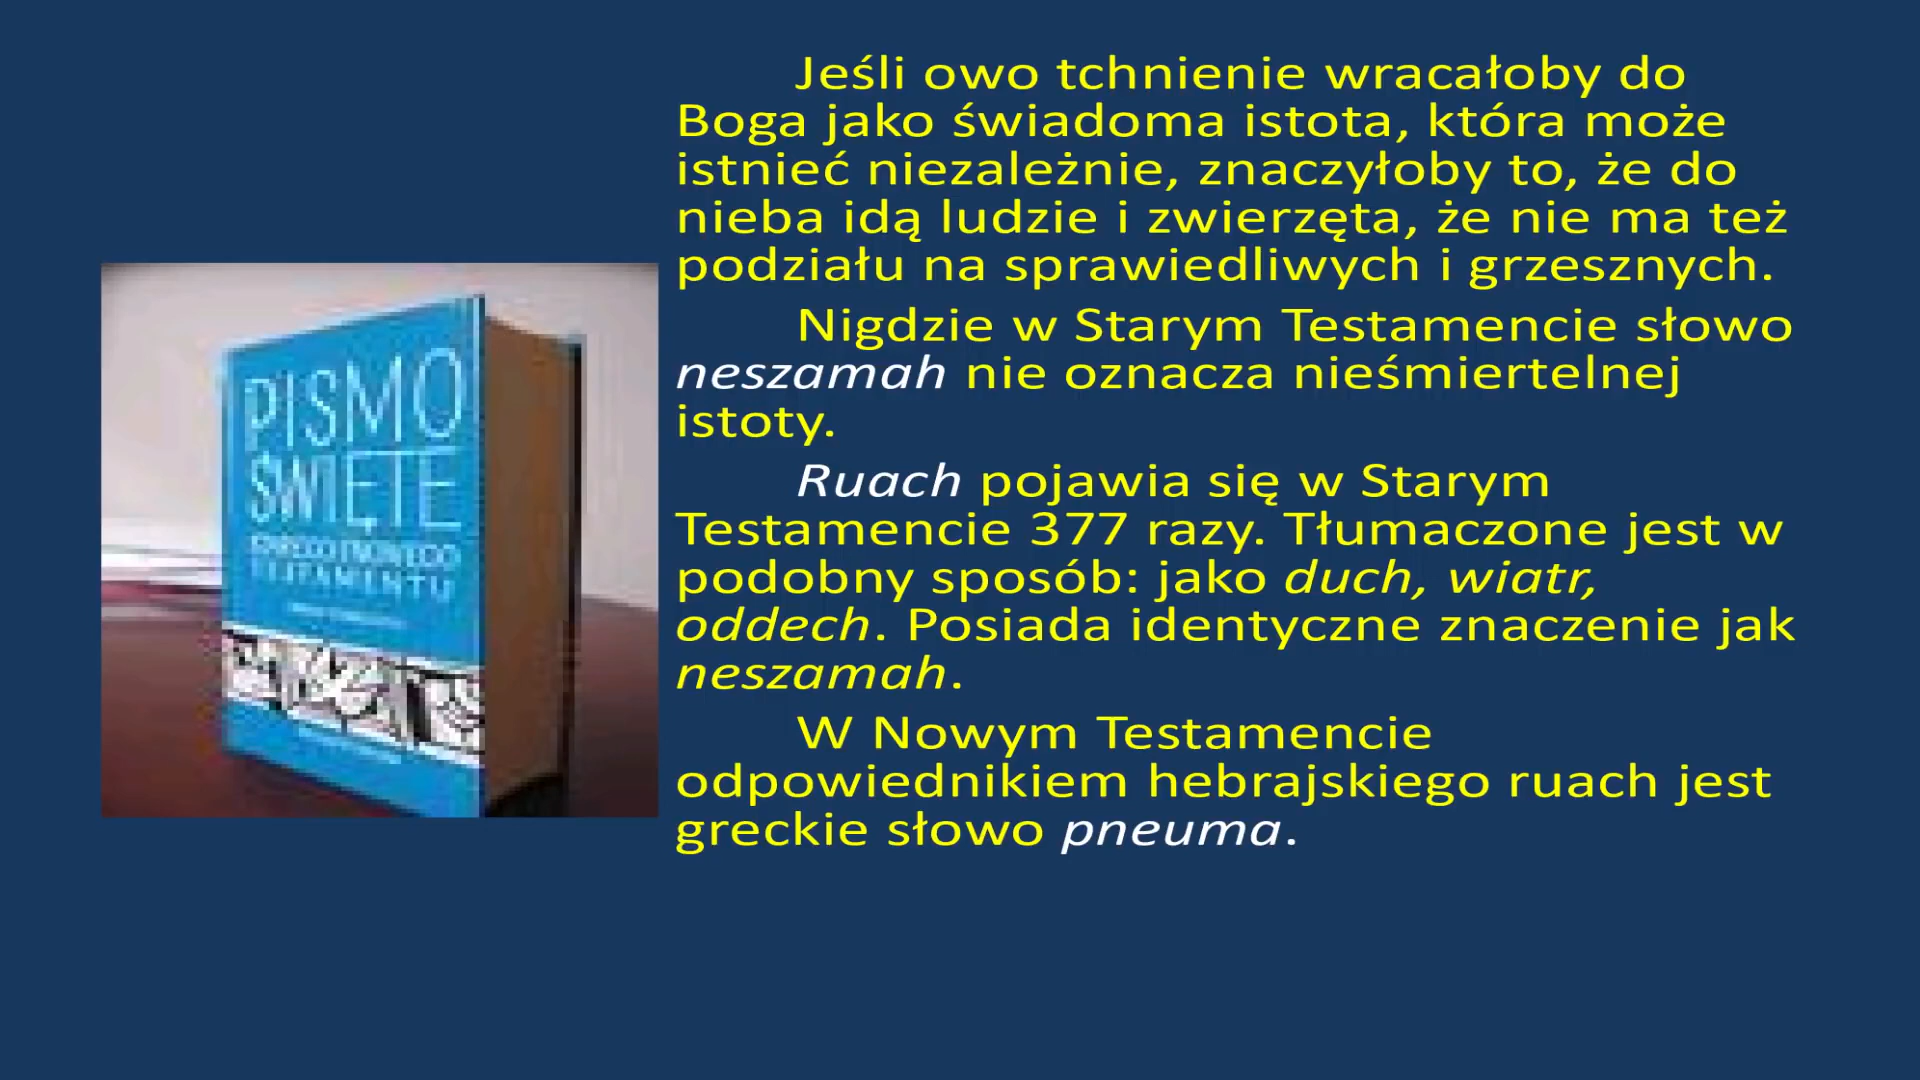 Jeśli owo tchnienie wracałoby do
Boga jako świadoma istota, która może
istnieć niezależnie, znaczyłoby to, że do
nieba idą ludzie i zwierzęta, że nie ma też
podziału na sprawiedliwych i grzesznych.
Nigdzie w Starym Testamencie słowo
neszamah nie oznacza nieśmiertelnej
istoty.
Ruach pojawia się w Starym
Testamencie 377 razy. Tłumaczone jest w
podobny sposób: jako duch, wiatr,
oddech. Posiada identyczne znaczenie jak
neszamah.
W Nowym Testamencie
odpowiednikiem hebrajskiego ruach jest
greckie słowo pneuma.
PISMO
ŚWIĘTE
TESTAMENTU